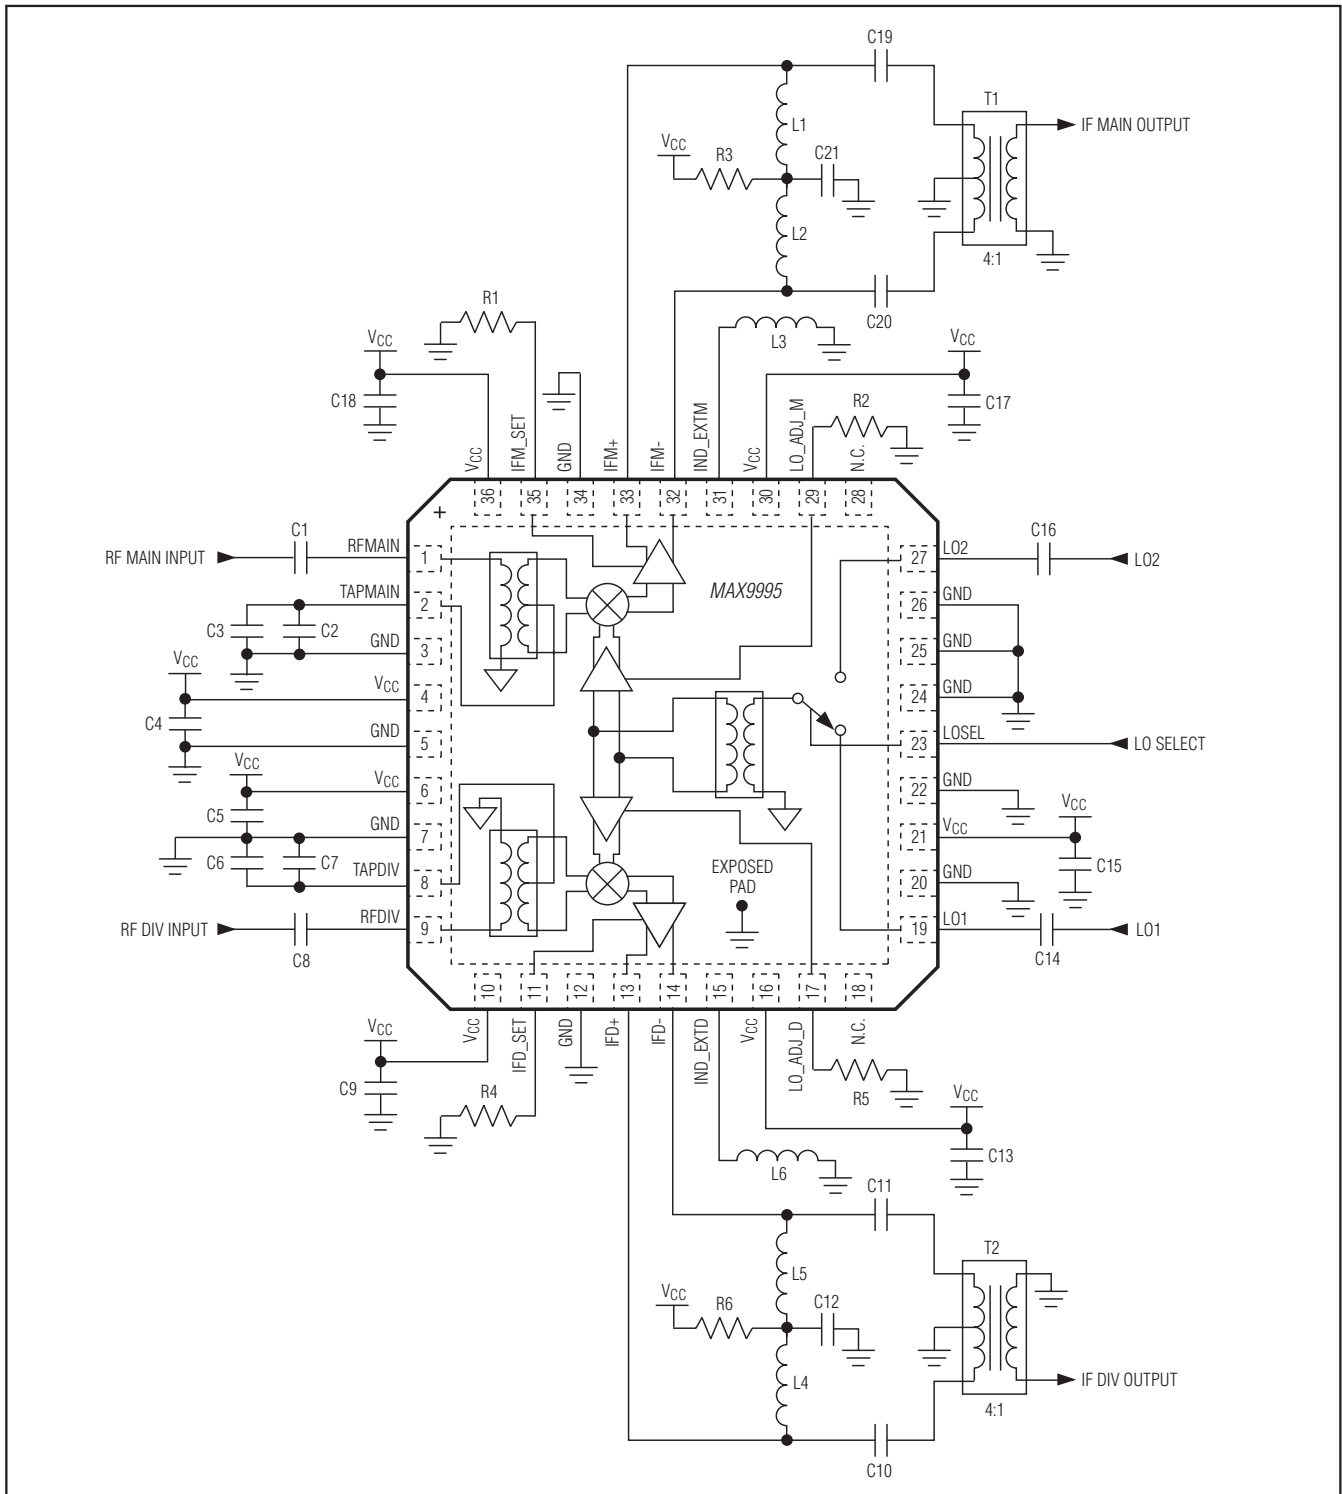 C19
T1
IF MAIN OUTPUT
L1
VCC
R3
C21
L2
4:1
C20
R1
L3
VCC
VCC
C18
C17
R2
VCC
IFM_SET
GND
IFM+
IFM-
IND_EXTM
VCC
LO_ADJ_M
N.C.
36
35
34
33
32
31
30
29
28
+
C1
RF MAIN INPUT
RFMAIN
1
27
LO2
C16
LO2
MAX9995
TAPMAIN
2
26
GND
C3
C2
GND
3
25
GND
VCC
VCC
4
24
GND
C4
GND
5
23
LOSEL
LO SELECT
VCC
VCC
6
22
GND
C5
VCC
GND
7
21
VCC
C6
C7
C15
EXPOSED
PAD
TAPDIV
8
20
GND
RF DIV INPUT
RFDIV
9
19
LO1
LO1
C8
C14
10
11
12
13
14
15
16
17
18
VCC
IFD_SET
GND
IFD+
IFD-
IND_EXTD
VCC
LO_ADJ_D
N.C.
VCC
C9
R4
R5
VCC
C13
L6
C11
T2
L5
VCC
R6
C12
L4
IF DIV OUTPUT
4:1
C10